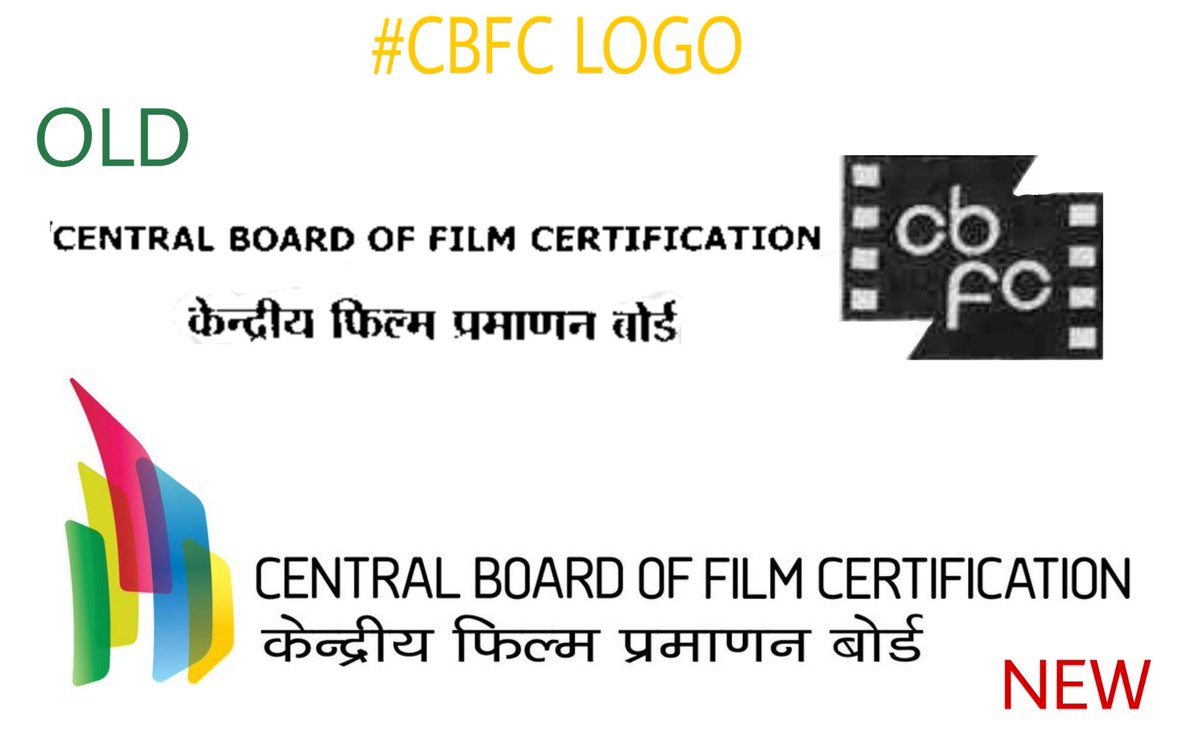 #CBFC LOGO
OLD
CENTRAL BOARD OF FILM CERTIFICATION
केन्द्रीय फिल्म प्रमाणन बोर्ड
cb
fc
CENTRAL BOARD OF FILM CERTIFICATION
केन्द्रीय फिल्म प्रमाणन बोर्ड
NEW